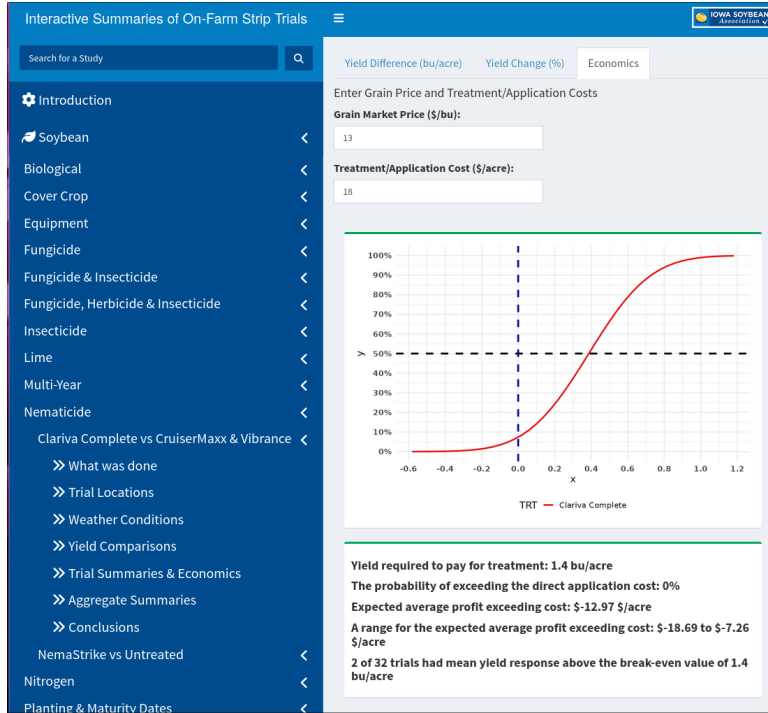 Interactive Summaries of On-Farm Strip Trials
IOWA SOYBEAN
Association
Search for a Study
Introduction
Soybean
Biological
Cover Crop
Equipment
Fungicide
Fungicide & Insecticide
Fungicide, Herbicide & Insecticide
Insecticide
Lime
Multi-Year
Nematicide
Clariva Complete vs CruiserMaxx & Vibrance
What was done
Trial Locations
Weather Conditions
Yield Comparisons
Trial Summaries & Economics
Aggregate Summaries
Conclusions
NemaStrike vs Untreated
Nitrogen
Planting & Maturity Dates
Yield Difference (bu/acre) Yield Change (%) Economics
Enter Grain Price and Treatment/Application Costs
Grain Market Price ($/bu):
13
Treatment/Application Cost ($/acre):
18
100%
90%
80%
70%
60%
50%
40%
30%
20%
10%
0%
y
-0.6 -0.4 -0.2 0.0 0.2 0.4 0.6 0.8 1.0 1.2
x
TRT Clariva Complete
Yield required to pay for treatment: 1.4 bu/acre
The probability of exceeding the direct application cost: 0%
Expected average profit exceeding cost: $-12.97 $/acre
A range for the expected average profit exceeding cost: $-18.69 to $-7.26
$/acre
2 of 32 trials had mean yield response above the break-even value of 1.4
bu/acre